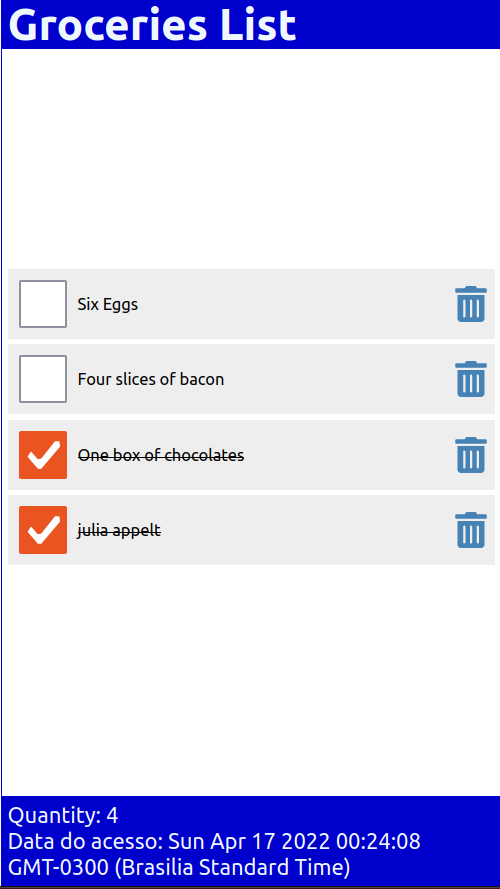 Groceries List
Six Eggs
Four slices of bacon
One box of chocolates
julia appelt
Quantity: 4
Data do acesso: Sun Apr 17 2022 00:24:08
GMT-0300 (Brasilia Standard Time)